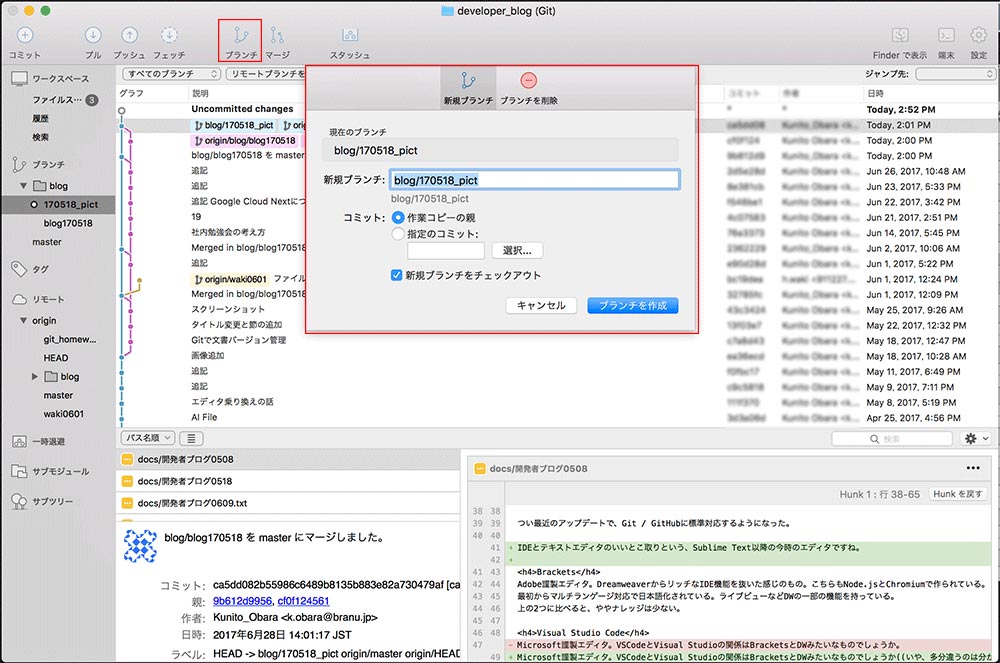 developer_blog (Git)
コミット
プル
プッシュ
フェッチ
ブランチ
マージ
スタッシュ
Finder で表示
端末
設定
ワークスペース
ファイルス… 3
履歴
検索
ブランチ
blog
170518_pict
blog170518
master
タグ
リモート
origin
git_homew...
HEAD
blog
master
waki0601
一時退避
サブモジュール
サブツリー
すべてのブランチ
リモートブランチを
ジャンプ先:
グラフ
説明
コミット
作者
日時
Uncommitted changes
Today, 2:52 PM
blog/170518_pict
Today, 2:01 PM
origin/blog/blog170518
Today, 2:00 PM
blog/blog170518 を master
Today, 2:00 PM
追記
Jun 26, 2017, 10:48 AM
追記
Jun 23, 2017, 5:33 PM
追記 Google Cloud Nextにつ
Jun 22, 2017, 3:42 PM
19
Jun 21, 2017, 2:51 PM
社内勉強会の考え方
Jun 14, 2017, 5:45 PM
Merged in blog/blog17051
Jun 2, 2017, 10:06 AM
追記
Jun 1, 2017, 5:22 PM
origin/waki0601 ファイル
Jun 1, 2017, 12:24 PM
Merged in blog/blog17051
Jun 1, 2017, 12:09 PM
スクリーンショット
May 25, 2017, 9:26 AM
タイトル変更と節の追加
May 22, 2017, 12:32 PM
Gitで文書バージョン管理
May 18, 2017, 12:47 PM
画像追加
May 18, 2017, 10:28 AM
追記
May 11, 2017, 6:49 PM
追記
May 9, 2017, 7:11 PM
エディタ乗り換えの話
May 8, 2017, 5:19 PM
AI File
Apr 25, 2017, 4:56 PM
新規ブランチ
ブランチを削除
現在のブランチ
blog/170518_pict
新規ブランチ: blog/170518_pict
blog/170518_pict
コミット: 作業コピーの親
指定のコミット:
選択...
新規ブランチをチェックアウト
キャンセル
ブランチを作成
パス名順
検索
docs/開発者ブログ0508
docs/開発者ブログ0518
docs/開発者ブログ0609.txt
blog/blog170518 を master にマージしました。
コミット: ca5dd082b55986c6489b8135b883e82a730479af [ca
親: 9b612d9956, cf0f124561
作者: Kunito_Obara <k.obara@branu.jp>
日時: 2017年6月28日 14:01:17 JST
ラベル: HEAD -> blog/170518_pict origin/master origin/HEAD
docs/開発者ブログ0508
Hunk 1 : 行 38-65
Hunk を戻す
38 38
39 39 つい最近のアップデートで、Git / GitHubに標準対応するようになった。
40 40
41 + IDEとテキストエディタのいいとこ取りという、Sublime Text以降の今時のエディタですね。
42 +
41 43 <h4>Brackets</h4>
42 44 Adobe謹製エディタ。DreamweaverからリッチなIDE機能を抜いた感じのもの。こちらもNode.jsとChromiumで作られている。
43 45 最初からマルチランゲージ対応で日本語化されている。ライブビューなどDWの一部の機能を持っている。
44 46 上の2つに比べると、ややナレッジは少ない。
45 47
46 48 <h4>Visual Studio Code</h4>
47 - Microsoft謹製エディタ。VSCodeとVisual Studioの関係はBracketsとDWみたいなものでしょうか。
49 + Microsoft謹製エディタ。VSCodeとVisual Studioの関係はBracketsとDWみたいなものでしょうか((いや、多分違うのは分か